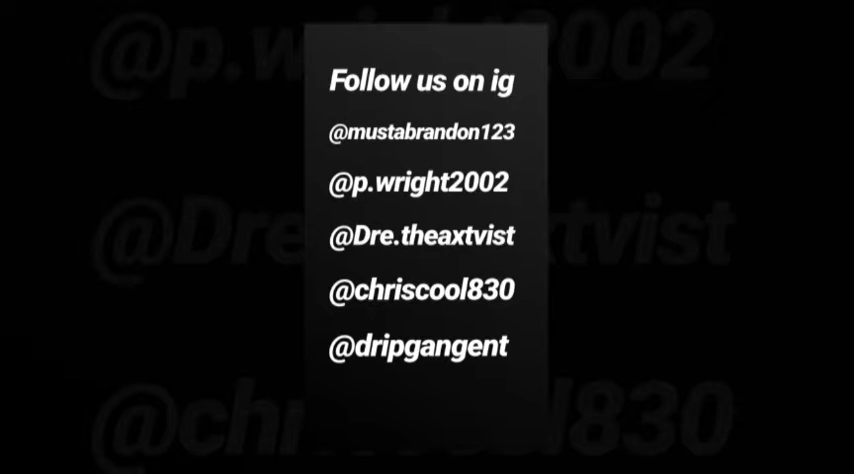 Follow us on ig
@mustabrandon123
@p.wright2002
@Dre.theaxtvist
@chriscool830
@dripgangent